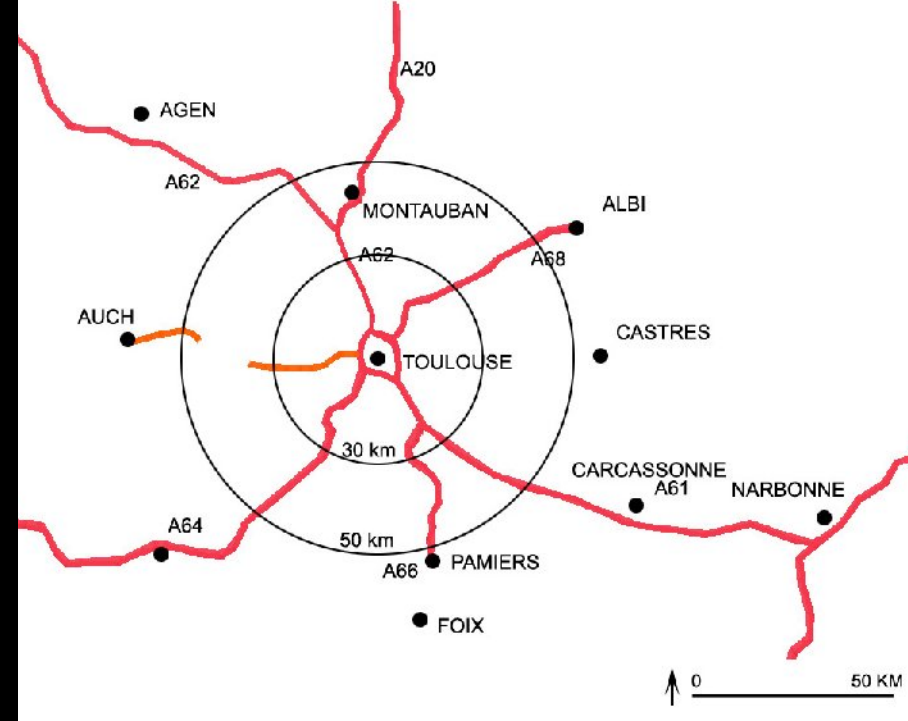 A20
AGEN
A62
MONTAUBAN
ALBI
A62
A68
AUCH
CASTRES
TOULOUSE
30 km
CARCASSONNE
A61
NARBONNE
A64
50 km
A66
PAMIERS
FOIX
0 50 KM